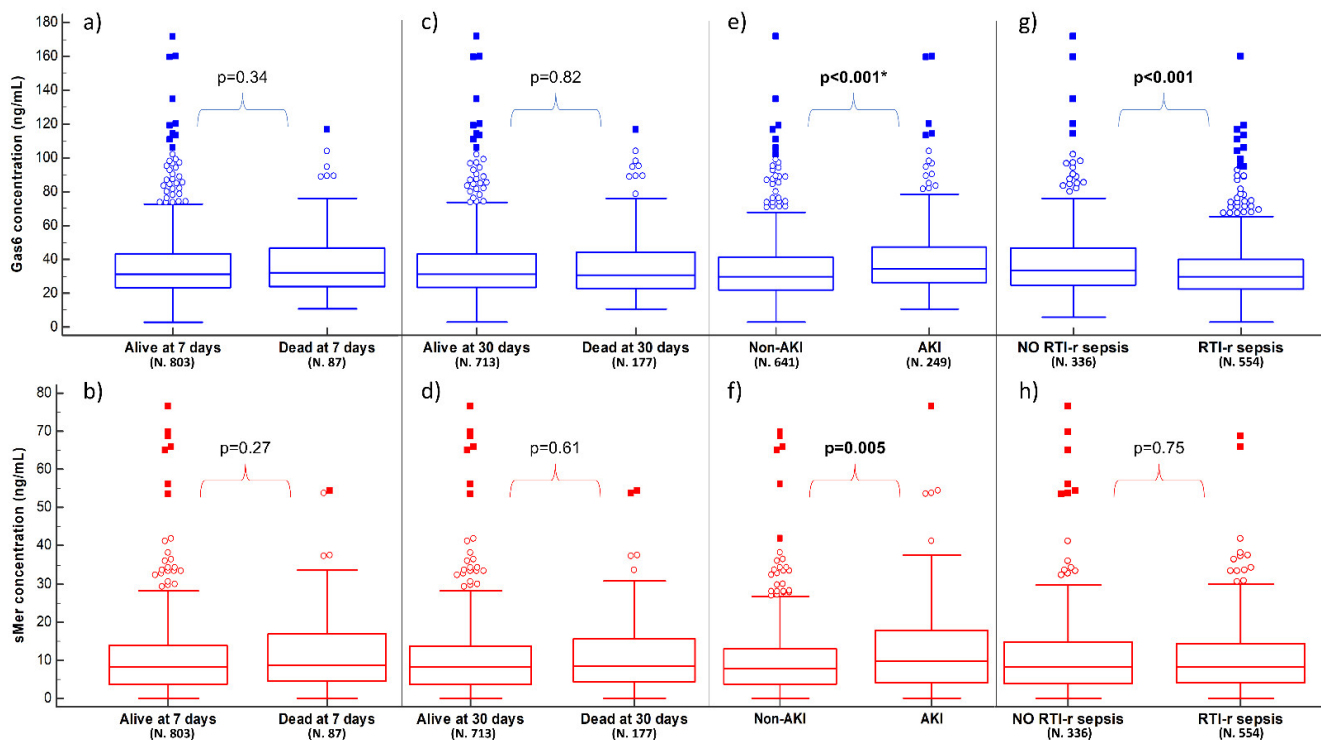 a)
c)
e)
g)
Gas6 concentration (ng/mL)
180
160
140
120
100
80
60
40
20
0
p=0.34
p=0.82
p<0.001*
p<0.001
Alive at 7 days
(N. 803)
Dead at 7 days
(N. 87)
Alive at 30 days
(N. 713)
Dead at 30 days
(N. 177)
Non-AKI
(N. 641)
AKI
(N. 249)
NO RTI-r sepsis
(N. 336)
RTI-r sepsis
(N. 554)
b)
d)
f)
h)
sMer concentration (ng/mL)
80
70
60
50
40
30
20
10
0
p=0.27
p=0.61
p=0.005
p=0.75
Alive at 7 days
(N. 803)
Dead at 7 days
(N. 87)
Alive at 30 days
(N. 713)
Dead at 30 days
(N. 177)
Non-AKI
AKI
NO RTI-r sepsis
(N. 336)
RTI-r sepsis
(N. 554)